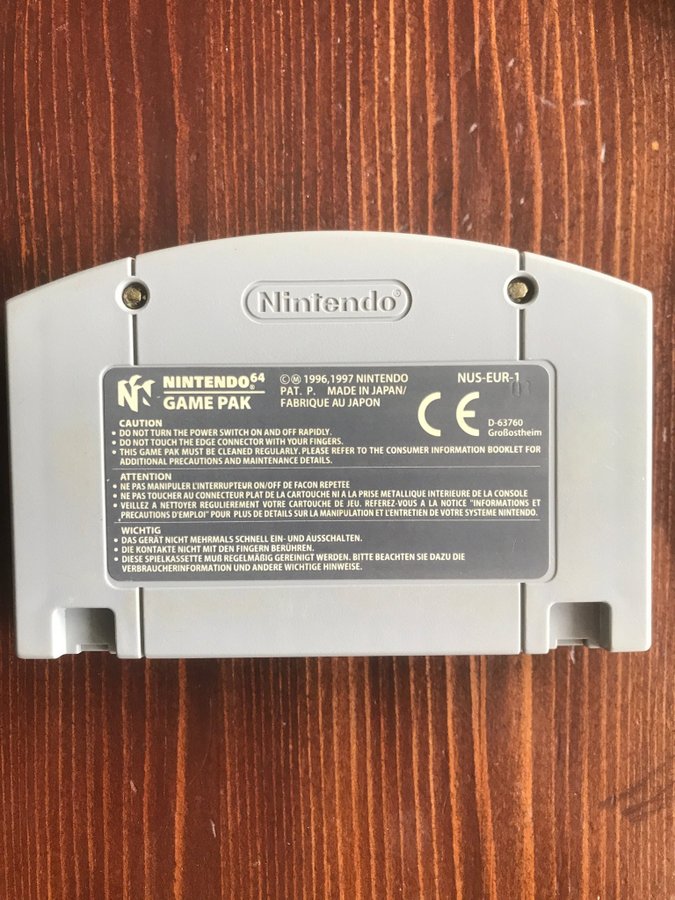 Nintendo®
NINTENDO64®
GAME PAK
©Ⓜ 1996,1997 NINTENDO
PAT. P. MADE IN JAPAN/
FABRIQUE AU JAPON
NUS-EUR-1
03
CE
D-63760
Großostheim
CAUTION
• DO NOT TURN THE POWER SWITCH ON AND OFF RAPIDLY.
• DO NOT TOUCH THE EDGE CONNECTOR WITH YOUR FINGERS.
• THIS GAME PAK MUST BE CLEANED REGULARLY. PLEASE REFER TO THE CONSUMER INFORMATION BOOKLET FOR
ADDITIONAL PRECAUTIONS AND MAINTENANCE DETAILS.
ATTENTION
• NE PAS MANIPULER L'INTERRUPTEUR ON/OFF DE FACON REPETEE
• NE PAS TOUCHER AU CONNECTEUR PLAT DE LA CARTOUCHE NI A LA PRISE METALLIQUE INTERIEURE DE LA CONSOLE
• VEILLEZ A NETTOYER REGULIEREMENT VOTRE CARTOUCHE DE JEU. REFEREZ-VOUS A LA NOTICE "INFORMATIONS ET
PRECAUTIONS D'EMPLOI" POUR PLUS DE DETAILS SUR LA MANIPULATION ET L'ENTRETIEN DE VOTRE SYSTEME NINTENDO.
WICHTIG
• DAS GERÄT NICHT MEHRMALS SCHNELL EIN- UND AUSSCHALTEN.
• DIE KONTAKTE NICHT MIT DEN FINGERN BERÜHREN.
• DIESE SPIELKASSETTE MUß REGELMÄßIG GEREINIGT WERDEN. BITTE BEACHTEN SIE DAZU DIE
VERBRAUCHERINFORMATION UND ANDERE WICHTIGE HINWEISE.